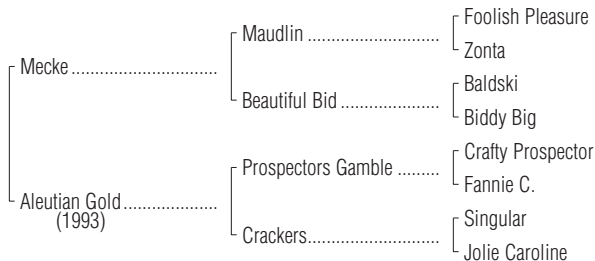 Foolish Pleasure
Maudlin ........................
Zonta
Mecke ...........................
Baldski
Beautiful Bid ..................
Biddy Big
Crafty Prospector
Prospectors Gamble .......
Fannie C.
Aleutian Gold .................
(1993)
Singular
Crackers........................
Jolie Caroline